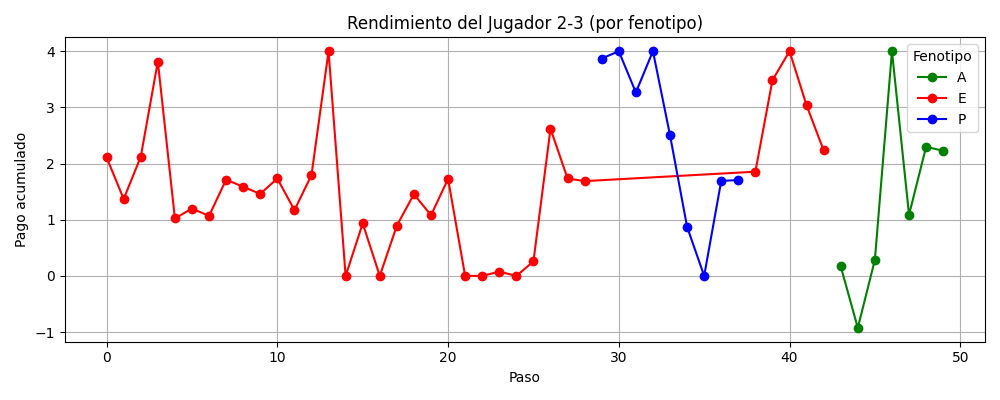 Rendimiento del Jugador 2-3 (por fenotipo)
Pago acumulado
4
3
2
1
0
−1
0
10
20
30
40
50
Paso
Fenotipo
A
E
P